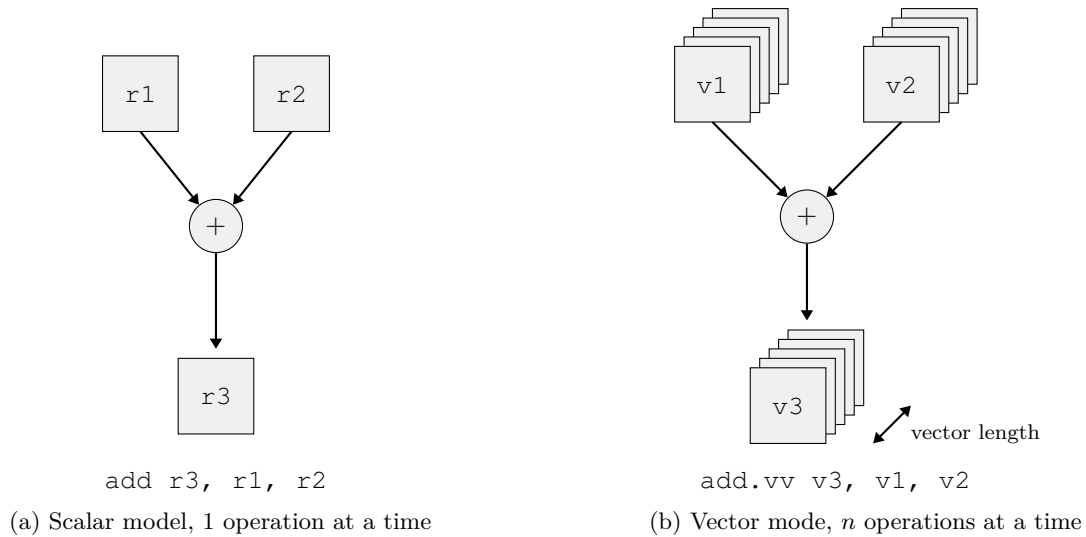 r1
r2
+
r3
add r3, r1, r2
(a) Scalar model, 1 operation at a time
v1
v2
+
v3
vector length
add.vv v3, v1, v2
(b) Vector mode, n operations at a time